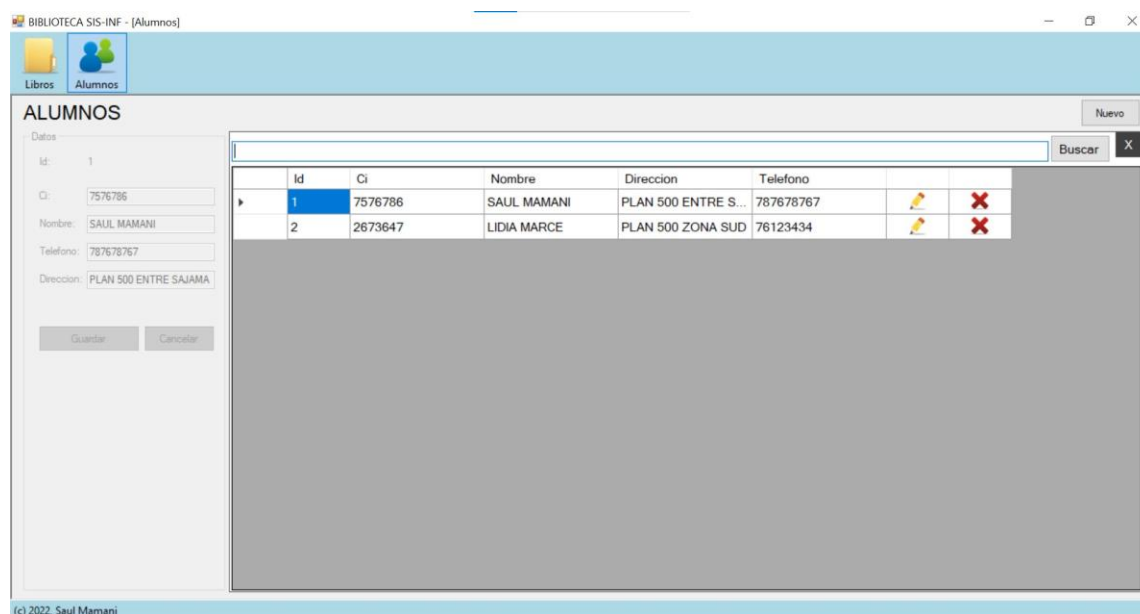 BIBLIOTECA SIS-INF - [Alumnos]
Libros Alumnos
ALUMNOS
Nuevo
Datos
Id: 1
Ci: 7576786
Nombre: SAUL MAMANI
Telefono: 787678767
Direccion: PLAN 500 ENTRE SAJAMA
Guardar Cancelar
Buscar X
Id Ci Nombre Direccion Telefono
1 7576786 SAUL MAMANI PLAN 500 ENTRE S... 787678767
2 2673647 LIDIA MARCE PLAN 500 ZONA SUD 76123434
(c) 2022. Saul Mamani